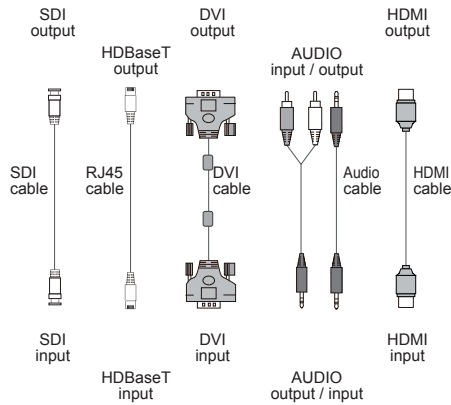 SDI
output
HDBaseT
output
DVI
output
AUDIO
input / output
HDMI
output
SDI
cable
RJ45
cable
DVI
cable
Audio
cable
HDMI
cable
SDI
input
HDBaseT
input
DVI
input
AUDIO
output / input
HDMI
input